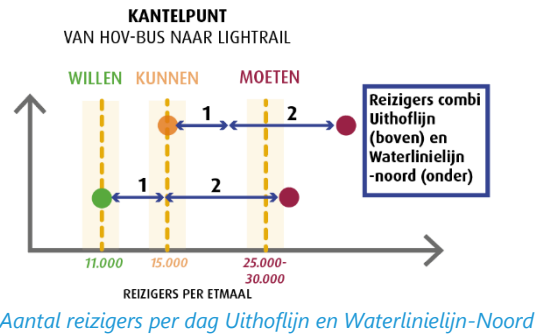 KANTELPUNT
VAN HOV-BUS NAAR LIGHTRAIL
WILLEN KUNNEN MOETEN
1 2
1 2
Reizigers combi
Uithoflijn
(boven) en
Waterlinielijn
-noord (onder)
11.000 15.000 25.000-
30.000
REIZIGERS PER ETMAAL
Aantal reizigers per dag Uithoflijn en Waterlinielijn-Noord